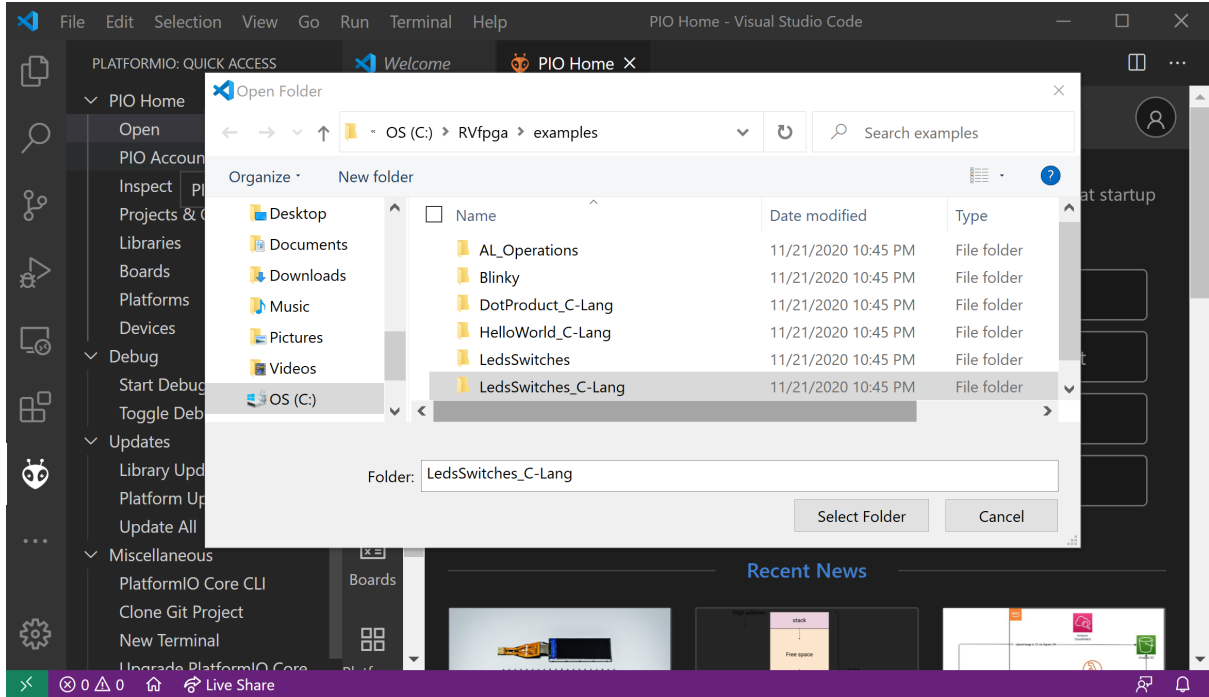 File Edit Selection View Go Run Terminal Help PIO Home - Visual Studio Code
PLATFORMIO: QUICK ACCESS
Welcome
PIO Home
PIO Home
Open
PIO Accoun
Inspect
Projects &
Libraries
Boards
Platforms
Devices
Debug
Start Debug
Toggle Deb
Updates
Library Upd
Platform Up
Update All
Miscellaneous
PlatformIO Core CLI
Clone Git Project
New Terminal
Upgrade PlatformIO Core
Open Folder
« OS (C:) > RVfpga > examples
Search examples
Organize
New folder
?
Desktop
Documents
Downloads
Music
Pictures
Videos
OS (C:)
Name Date modified Type
AL_Operations 11/21/2020 10:45 PM File folder
Blinky 11/21/2020 10:45 PM File folder
DotProduct_C-Lang 11/21/2020 10:45 PM File folder
HelloWorld_C-Lang 11/21/2020 10:45 PM File folder
LedsSwitches 11/21/2020 10:45 PM File folder
LedsSwitches_C-Lang 11/21/2020 10:45 PM File folder
Folder: LedsSwitches_C-Lang
Select Folder
Cancel
at startup
Boards
Recent News
stack
Free space
0 0 Live Share